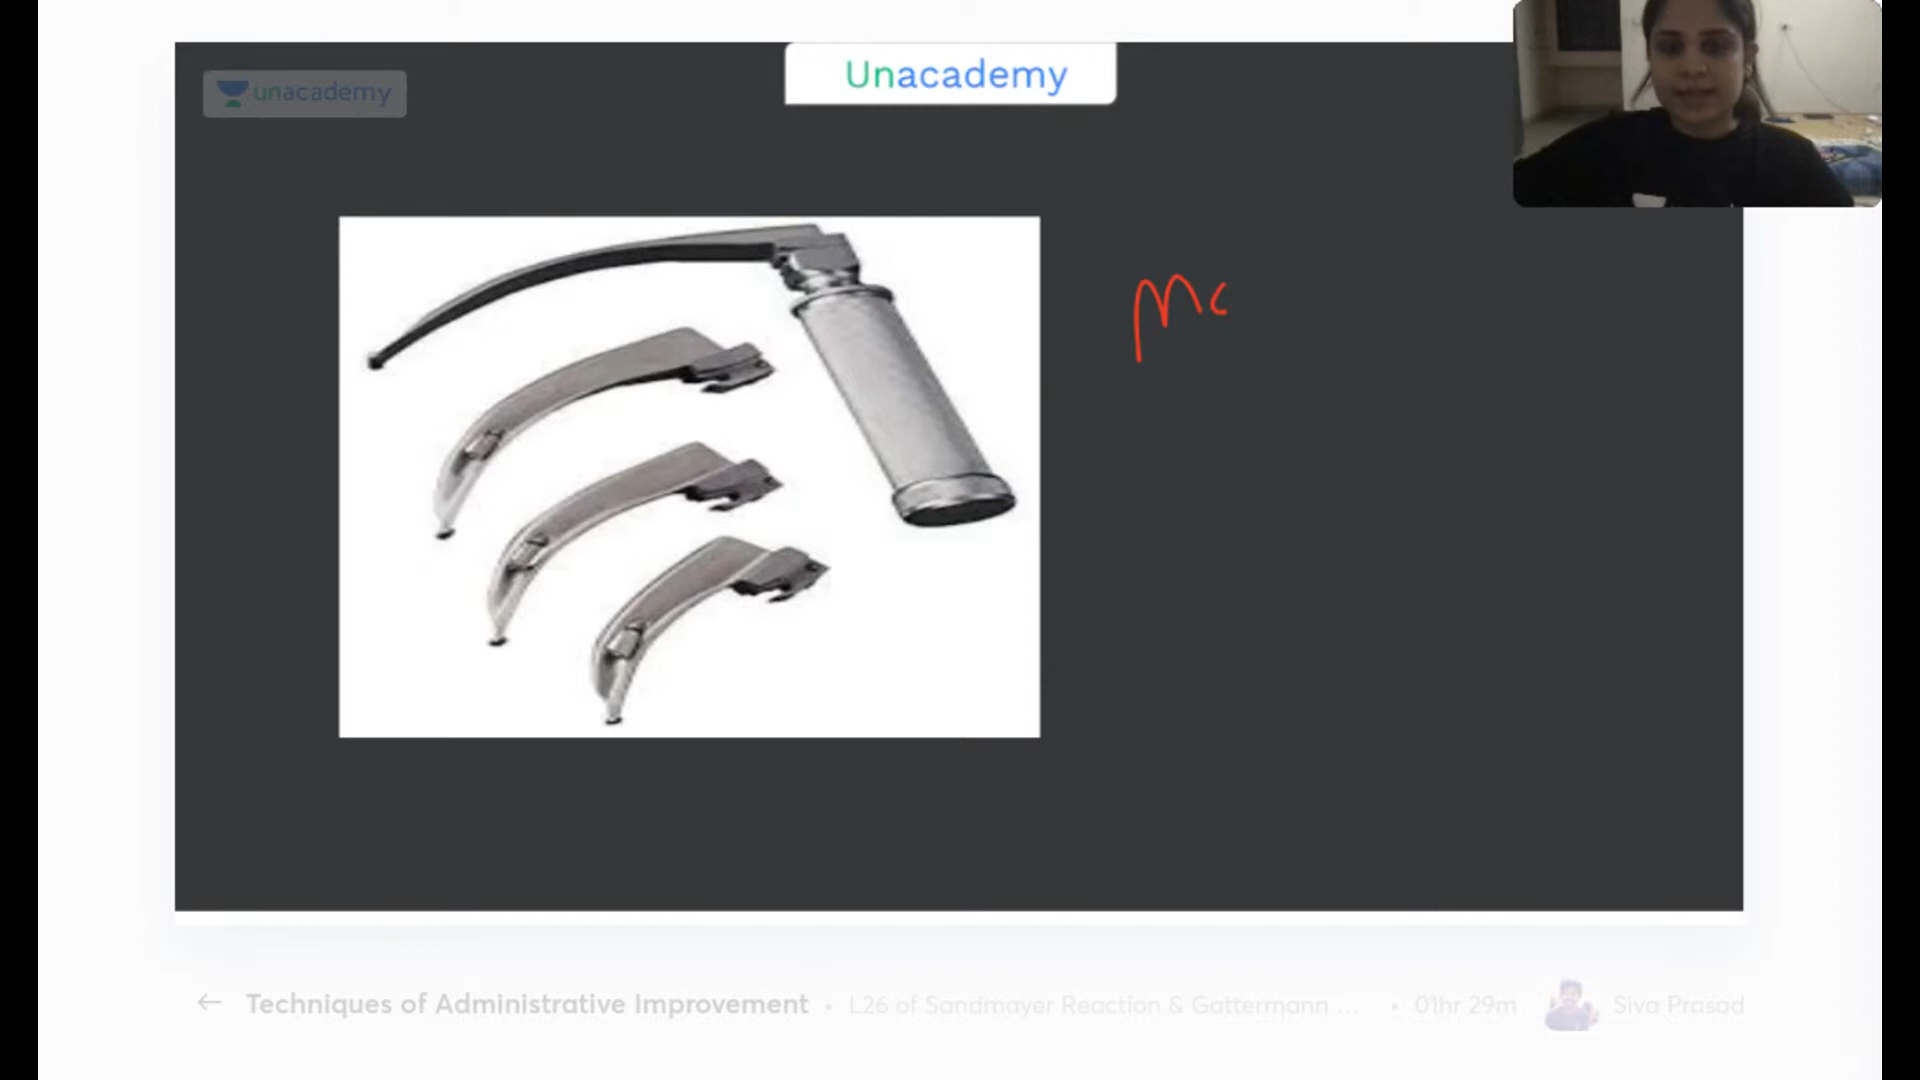 Unacademy
unacademy
Mc
← Techniques of Administrative Improvement • L26 of Sandmayer Reaction & Gattermann ... • 01hr 29m Siva Prasad